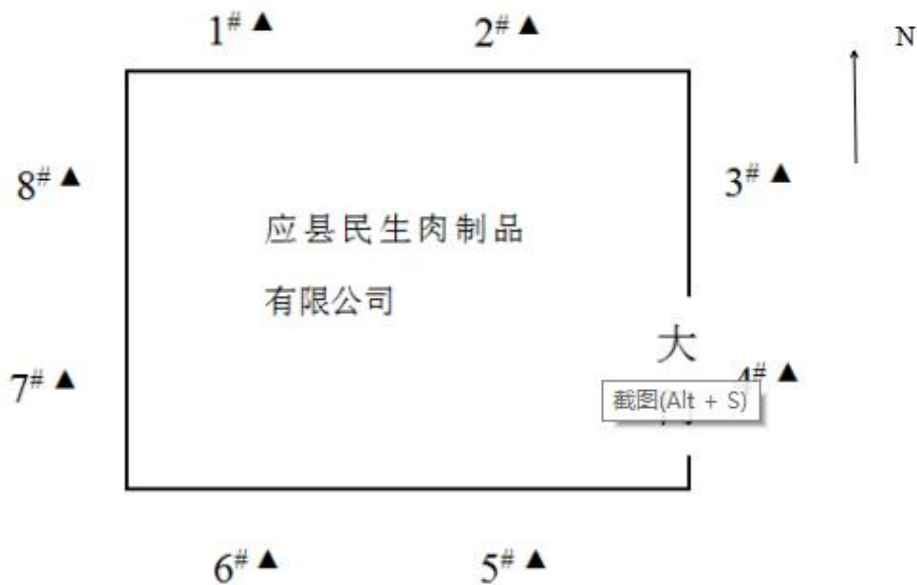 1# ▲ 2# ▲ N
8# ▲ 3# ▲
应县民生肉制品
有限公司
大
7# ▲ 4# ▲
截图(Alt + S)
6# ▲ 5# ▲